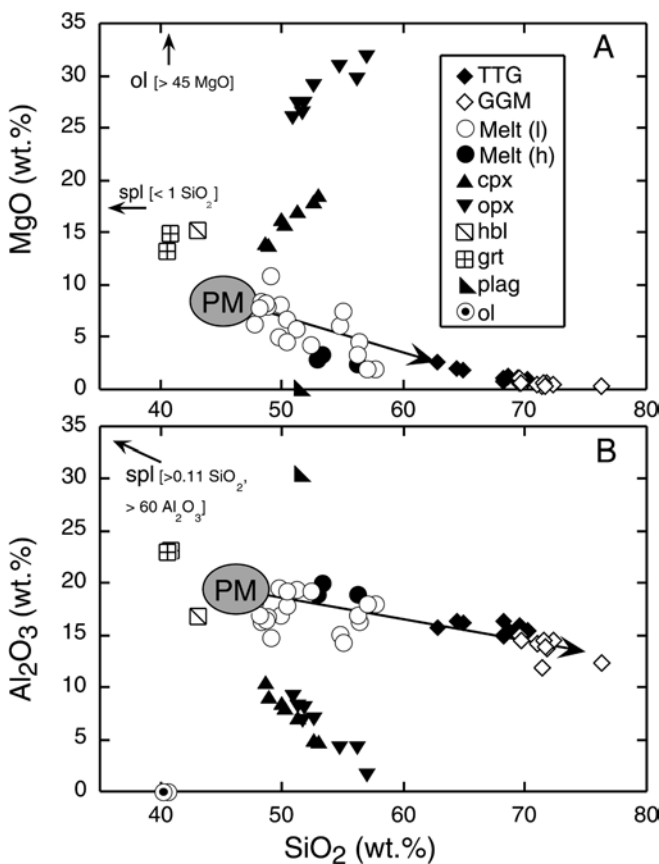 35
30
25
20
15
10
5
0
MgO (wt.%)
A
ol [> 45 MgO]
spl [< 1 SiO₂]
PM
TTG
GGM
Melt (l)
Melt (h)
cpx
opx
hbl
grt
plag
ol
40 50 60 70 80
35
30
25
20
15
10
5
0
Al₂O₃ (wt.%)
B
spl [>0.11 SiO₂,
> 60 Al₂O₃]
PM
40 50 60 70 80
SiO₂ (wt.%)